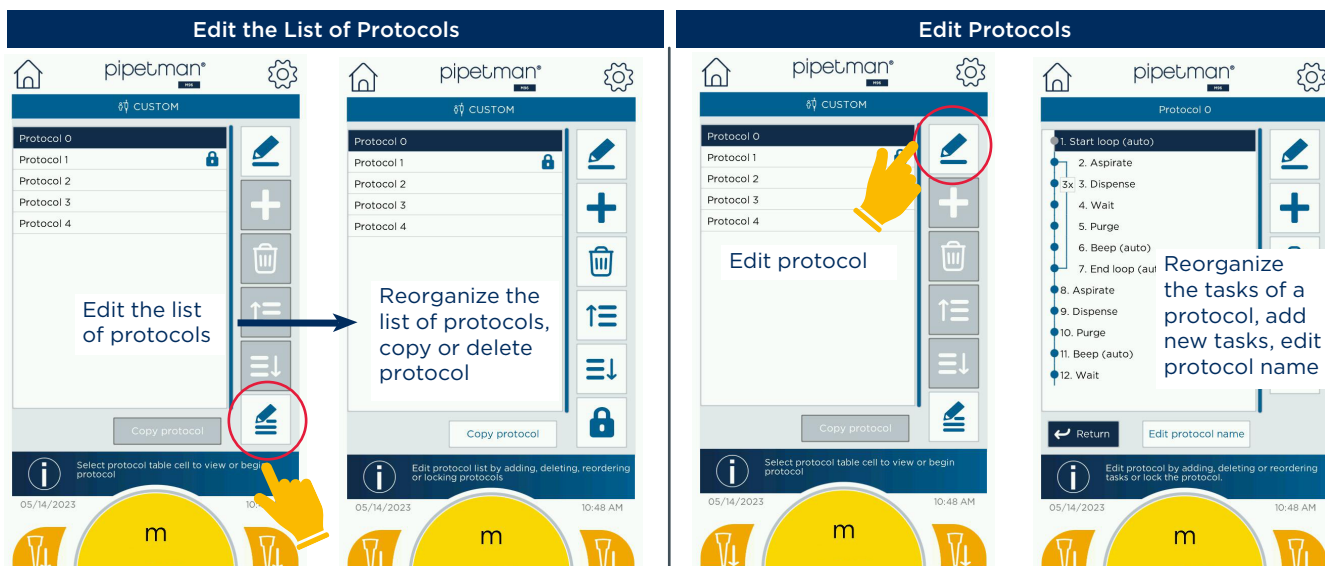 Edit the List of Protocols
pipetman®
M96
CUSTOM
Protocol 0
Protocol 1
Protocol 2
Protocol 3
Protocol 4
Edit the list
of protocols
Copy protocol
Select protocol table cell to view or begin
protocol
05/14/2023
10:
m
pipetman®
M96
CUSTOM
Protocol 0
Protocol 1
Protocol 2
Protocol 3
Protocol 4
Reorganize the
list of protocols,
copy or delete
protocol
Copy protocol
Edit protocol list by adding, deleting, reordering
or locking protocols
05/14/2023
10:48 AM
m
Edit Protocols
pipetman®
M96
CUSTOM
Protocol 0
Protocol 1
Protocol 2
Protocol 3
Protocol 4
Edit protocol
Copy protocol
Select protocol table cell to view or begin
protocol
05/14/2023
10:48 AM
m
pipetman®
M96
Protocol 0
1. Start loop (auto)
2. Aspirate
3x 3. Dispense
4. Wait
5. Purge
6. Beep (auto)
7. End loop (aut
8. Aspirate
9. Dispense
10. Purge
11. Beep (auto)
12. Wait
Reorganize
the tasks of a
protocol, add
new tasks, edit
protocol name
Return
Edit protocol name
Edit protocol by adding, deleting or reordering
tasks or lock the protocol.
05/14/2023
10:48 AM
m